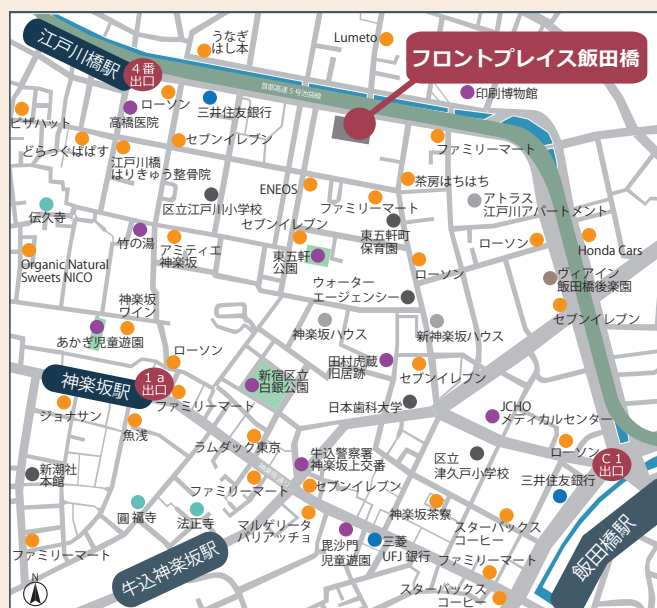 江戸川橋駅
4番
出口
うなぎ
はし本
Lumeto
フロントプレイス飯田橋
首都高速5号池袋線
ローソン
三井住友銀行
印刷博物館
ピザハット
高橋医院
どらっぐぱぱす
セブンイレブン
ファミリーマート
江戸川橋
はりきゅう整骨院
ENEOS
茶房はちはち
区立江戸川小学校
ファミリーマート
アトラス
江戸川アパートメント
伝久寺
竹の湯
アミティエ
神楽坂
セブンイレブン
東五軒
公園
東五軒町
保育園
ローソン
ローソン
Honda Cars
Organic Natural
Sweets NICO
ウォーター
エージェンシー
ヴィアイン
飯田橋後楽園
神楽坂
ワイン
神楽坂ハウス
新神楽坂ハウス
セブンイレブン
あかぎ児童遊園
ローソン
神楽坂駅
1a
出口
新宿区立
白銀公園
田村虎蔵
旧居跡
セブンイレブン
ジョナサン
ファミリーマート
日本歯科大学
JCHO
メディカルセンター
魚浅
ラムダック東京
ローソン
C1
出口
新潮社
本館
牛込警察署
神楽坂上交番
区立
津久戸小学校
神楽坂通り
ファミリーマート
セブンイレブン
三井住友銀行
圓福寺
法正寺
マルゲリータ
パリアッチョ
神楽坂茶寮
スターバックス
コーヒー
ファミリーマート
毘沙門
児童遊園
三菱
UFJ 銀行
牛込神楽坂駅
ファミリーマート
飯田橋駅
スターバックス
コーヒー
N